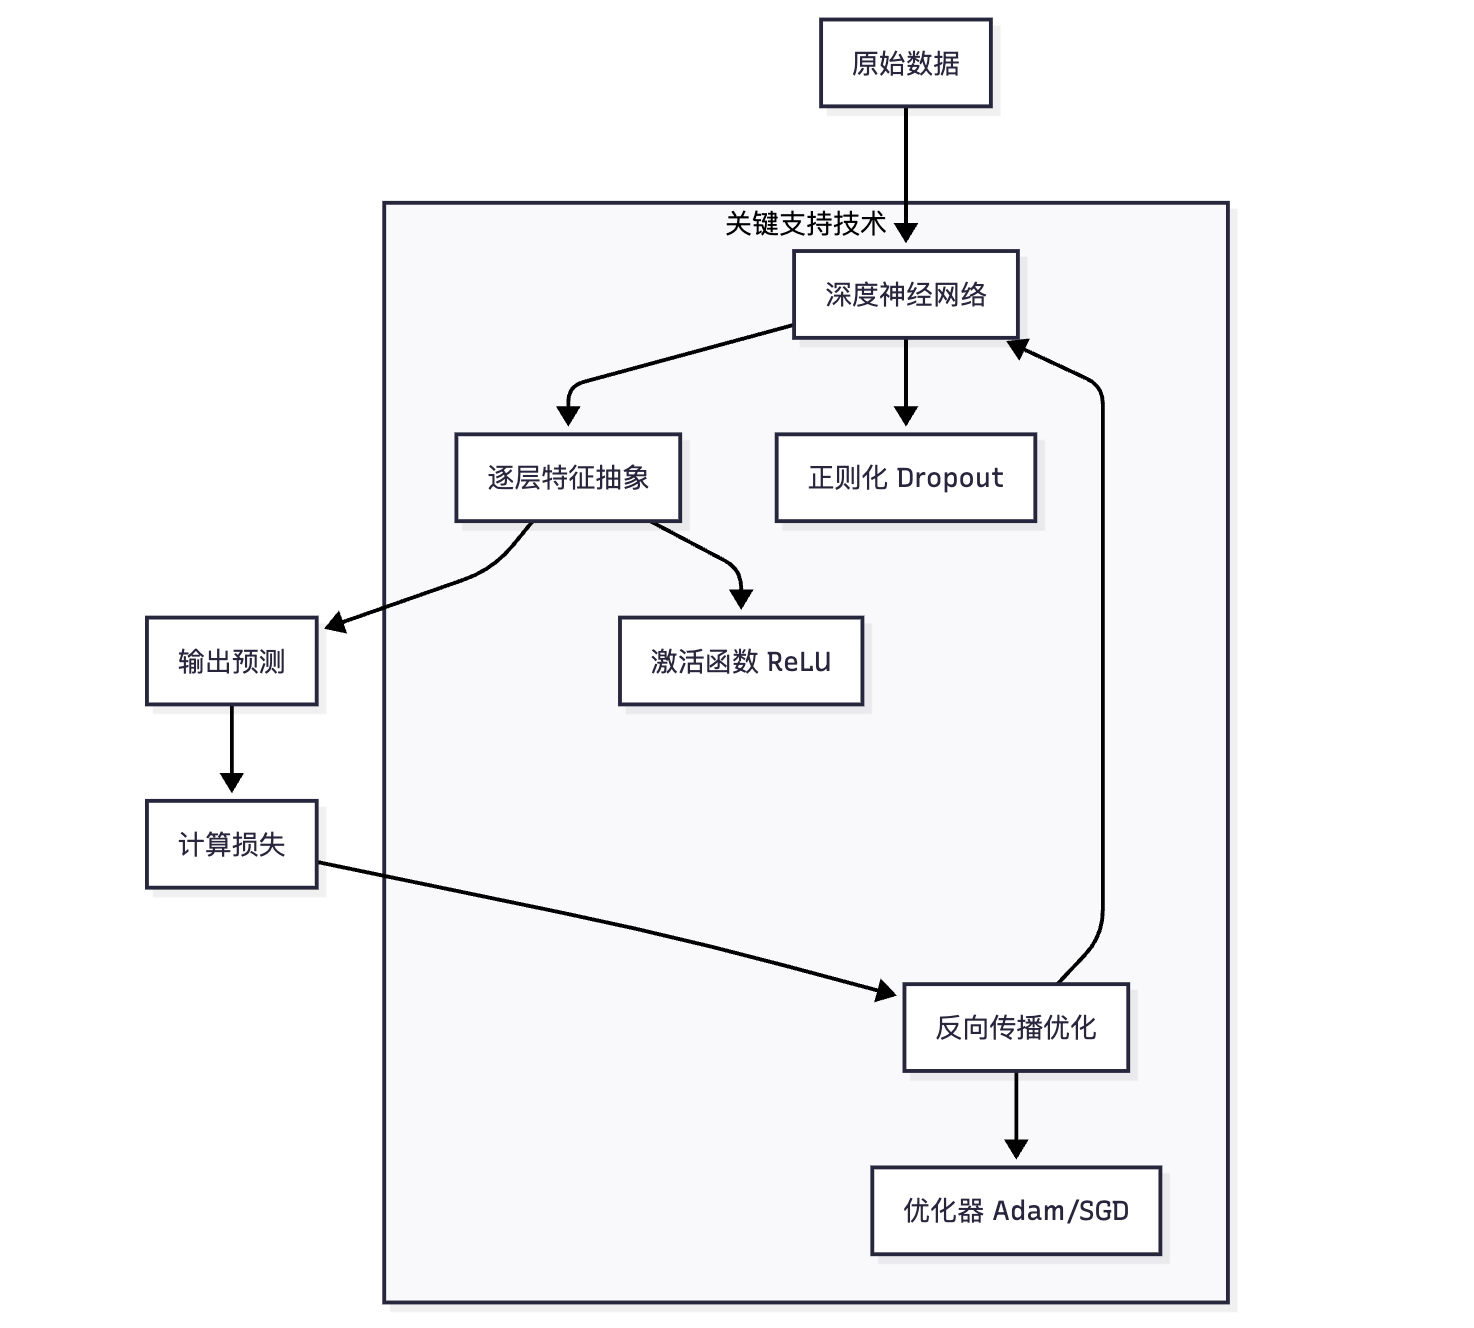 原始数据
关键支持技术
深度神经网络
逐层特征抽象
正则化 Dropout
输出预测
激活函数 ReLU
计算损失
反向传播优化
优化器 Adam/SGD